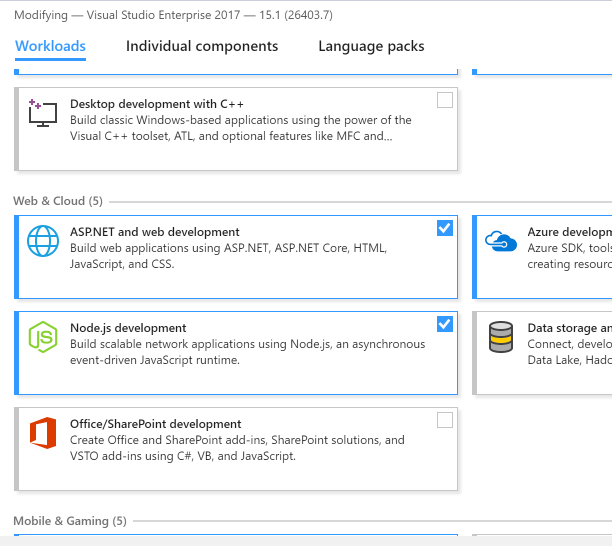 Modifying — Visual Studio Enterprise 2017 — 15.1 (26403.7)
Workloads Individual components Language packs
Desktop development with C++
Build classic Windows-based applications using the power of the
Visual C++ toolset, ATL, and optional features like MFC and...
Web & Cloud (5)
ASP.NET and web development
Build web applications using ASP.NET, ASP.NET Core, HTML,
JavaScript, and CSS.
Azure
Azure SDK, tools
creating
Node.js development
Build scalable network applications using Node.js, an asynchronous
event-driven JavaScript runtime.
Data storage
Connect,
Data Lake,
Office/SharePoint development
Create Office and SharePoint add-ins, SharePoint solutions, and
VSTO add-ins using C#, VB, and JavaScript.
Mobile & Gaming (5)